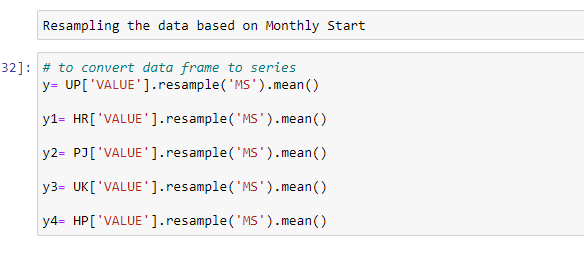 Resampling the data based on Monthly Start
32]: # to convert data frame to series
y= UP['VALUE'].resample('MS').mean()
y1= HR['VALUE'].resample('MS').mean()
y2= PJ['VALUE'].resample('MS').mean()
y3= UK['VALUE'].resample('MS').mean()
y4= HP['VALUE'].resample('MS').mean()